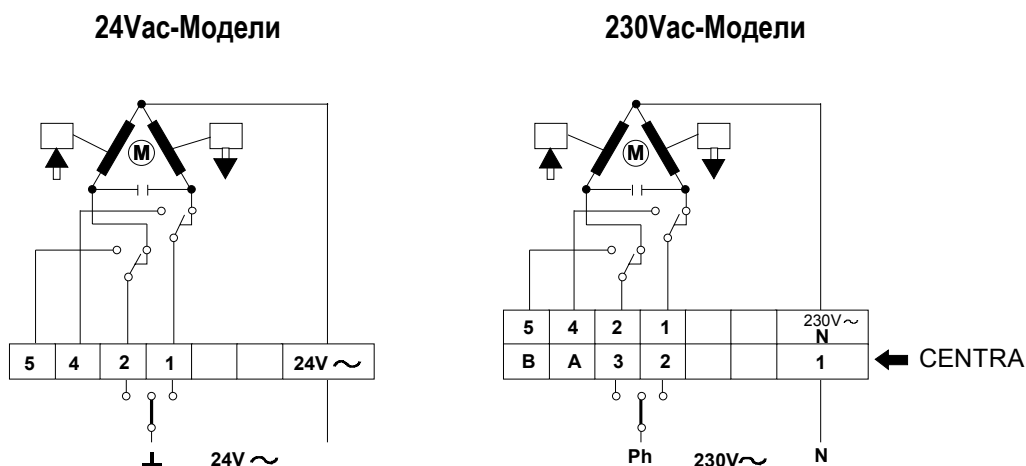 24Vac-Модели
230Vac-Модели
M
M
5 4 2 1 24V ~
24V ~
5 4 2 1 230V~ N
B A 3 2 1
CENTRA
Ph 230V~ N